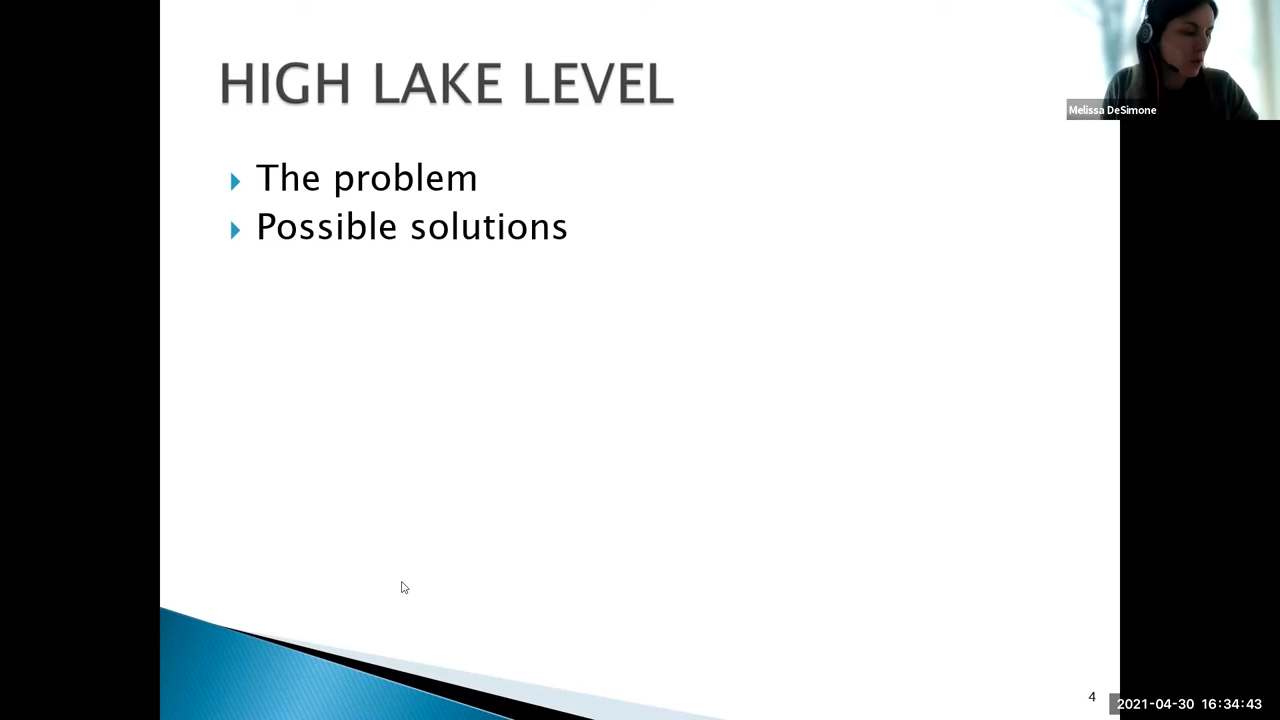 HIGH LAKE LEVEL
Melissa DeSimone
The problem
Possible solutions
4
2021-04-30 16:34:43